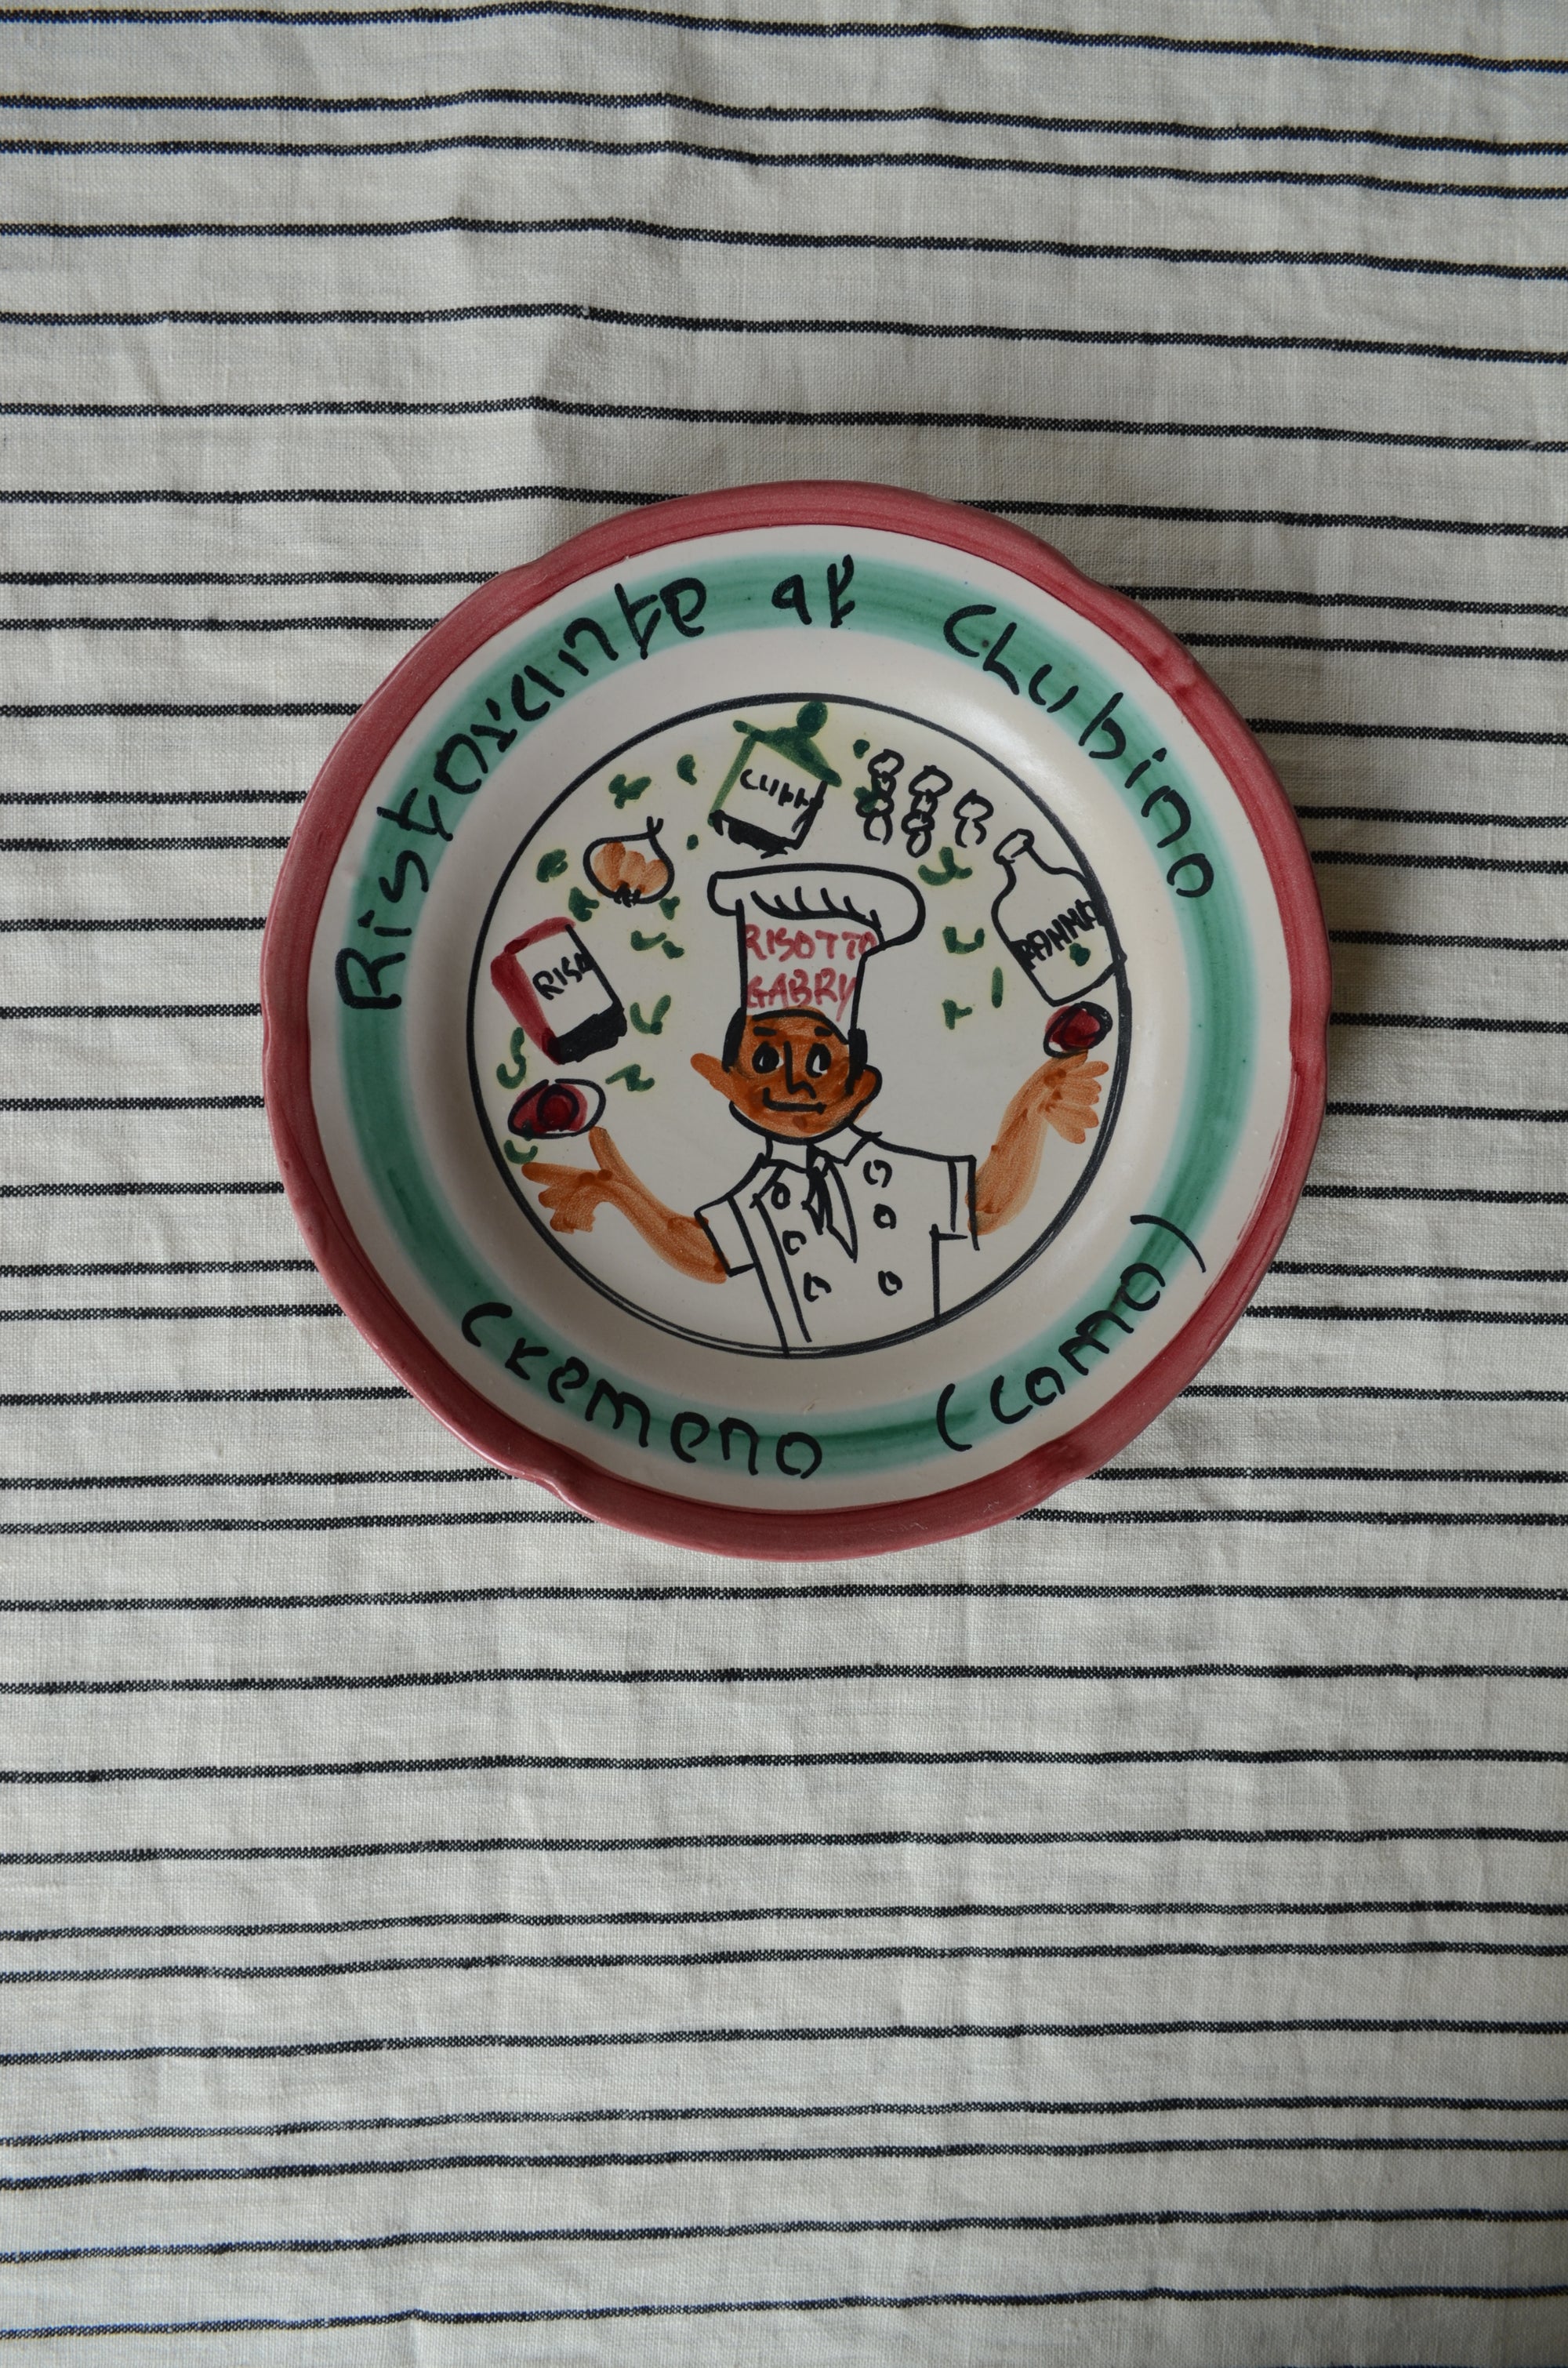 Ristorante al Clubino
RISOTTO
GABRY
RISO
PANNA
Cremeno (Como)